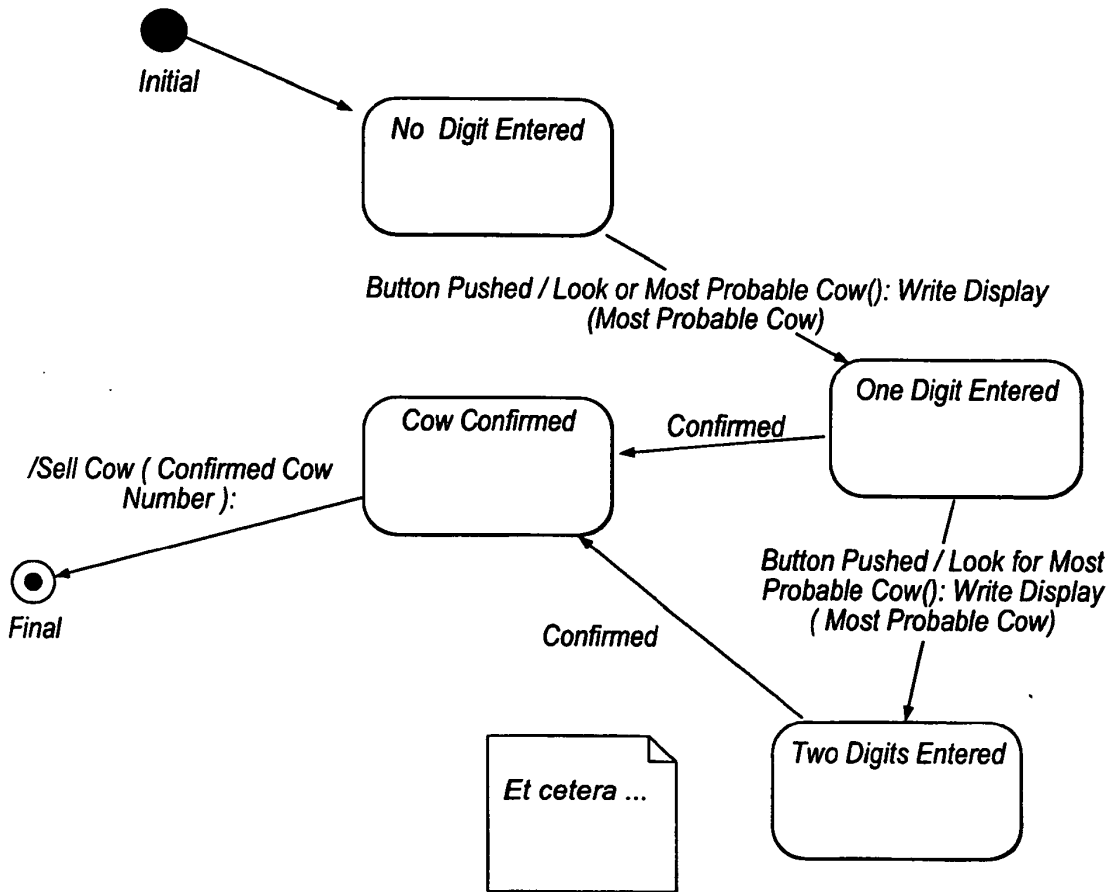 Initial
No Digit Entered
Button Pushed / Look or Most Probable Cow(): Write Display
(Most Probable Cow)
One Digit Entered
Cow Confirmed
Confirmed
/Sell Cow ( Confirmed Cow
Number ):
Button Pushed / Look for Most
Probable Cow(): Write Display
( Most Probable Cow)
Final
Confirmed
Two Digits Entered
Et cetera ...